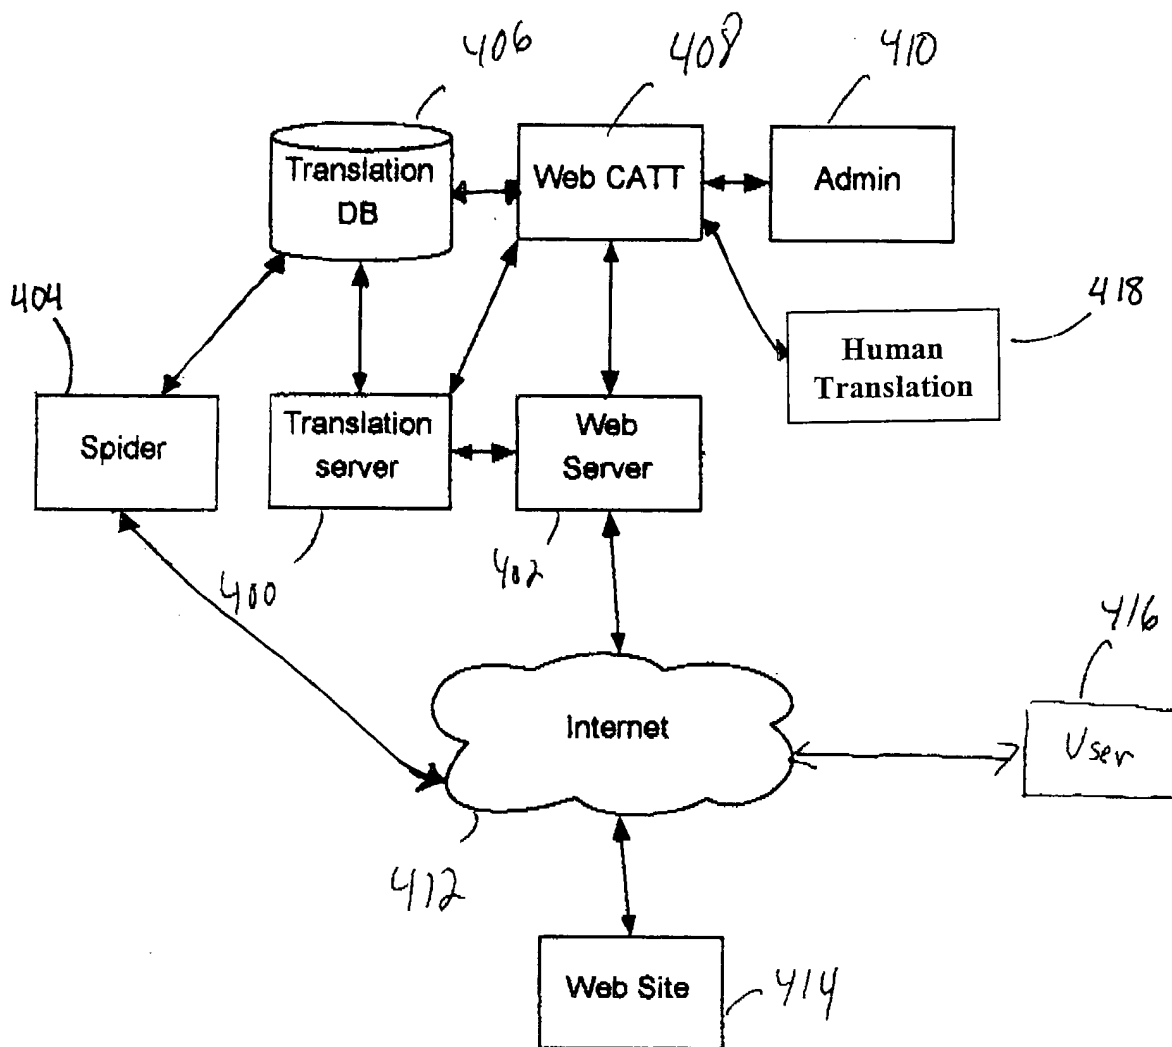 406
408
410
Translation
DB
Web CATT
Admin
404
418
Human
Translation
Spider
Translation
server
Web
Server
400
402
416
Internet
User
412
Web Site
414